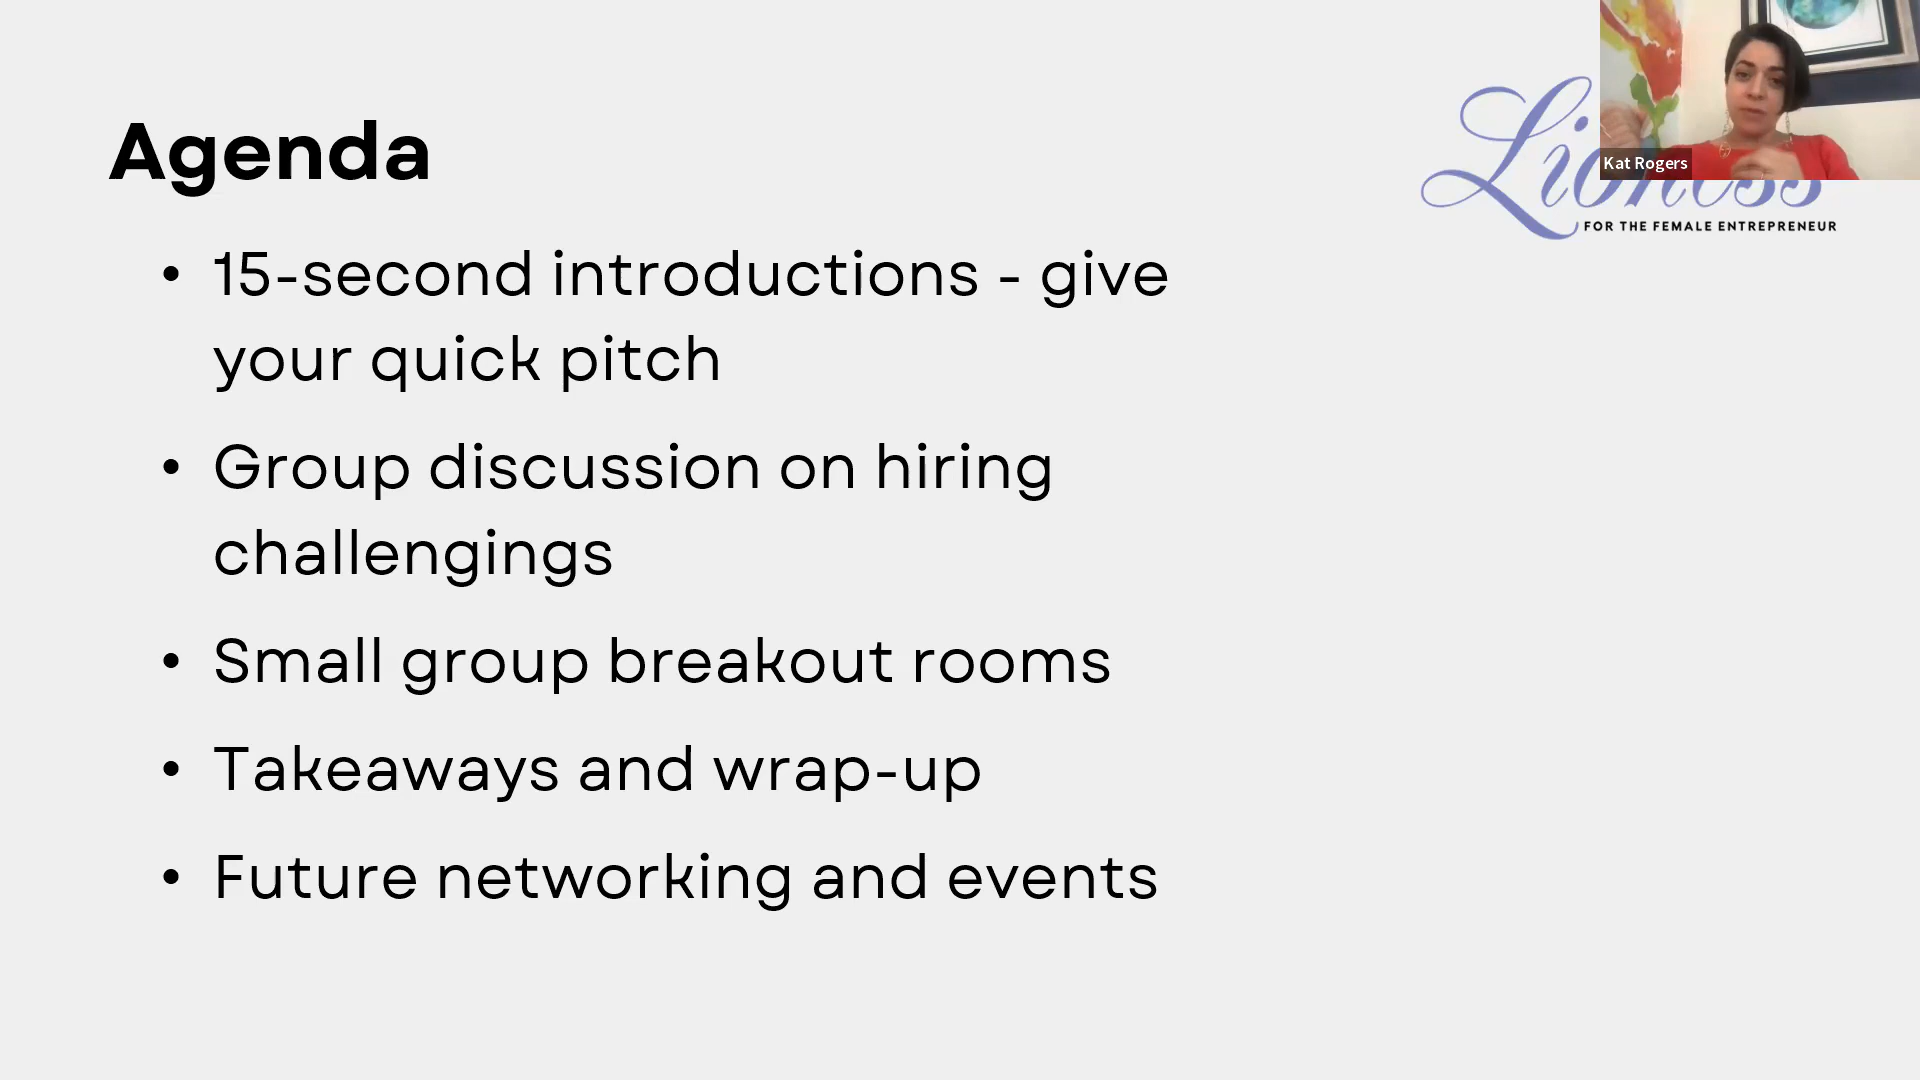 Agenda
• 15-second introductions - give
your quick pitch
• Group discussion on hiring
challengings
• Small group breakout rooms
• Takeaways and wrap-up
• Future networking and events
Lioness
FOR THE FEMALE ENTREPRENEUR
Kat Rogers